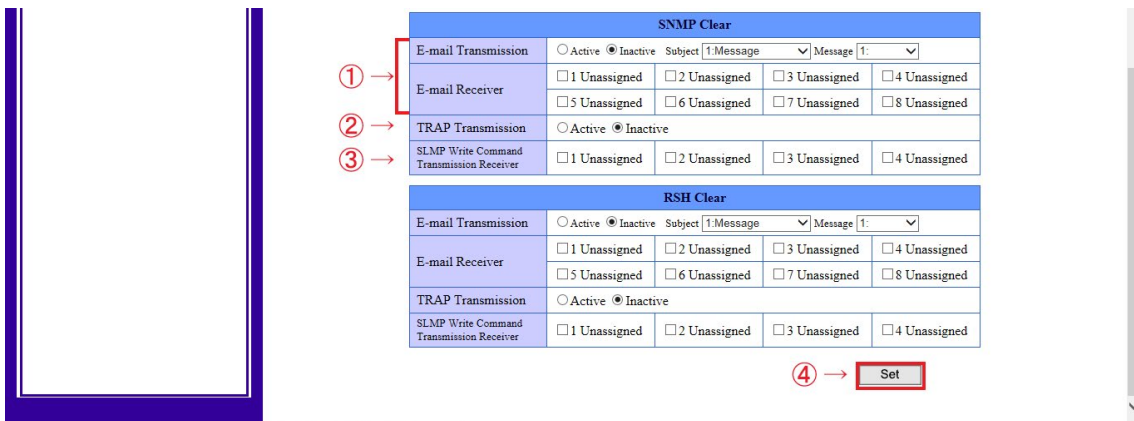 SNMP Clear
E-mail Transmission Active Inactive Subject 1:Message Message 1:
① → E-mail Receiver 1 Unassigned 2 Unassigned 3 Unassigned 4 Unassigned
5 Unassigned 6 Unassigned 7 Unassigned 8 Unassigned
② → TRAP Transmission Active Inactive
③ → SLMP Write Command
Transmission Receiver 1 Unassigned 2 Unassigned 3 Unassigned 4 Unassigned
RSH Clear
E-mail Transmission Active Inactive Subject 1:Message Message 1:
E-mail Receiver 1 Unassigned 2 Unassigned 3 Unassigned 4 Unassigned
5 Unassigned 6 Unassigned 7 Unassigned 8 Unassigned
TRAP Transmission Active Inactive
SLMP Write Command
Transmission Receiver 1 Unassigned 2 Unassigned 3 Unassigned 4 Unassigned
④ → Set